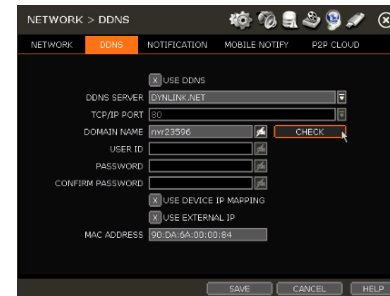 NETWORK > DDNS
NETWORK DDNS NOTIFICATION MOBILE NOTIFY P2P CLOUD
X USE DDNS
DDNS SERVER DYNLINK.NET
TCP/IP PORT 80
DOMAIN NAME nvr23596 CHECK
USER ID
PASSWORD
CONFIRM PASSWORD
X USE DEVICE IP MAPPING
X USE EXTERNAL IP
MAC ADDRESS 90:DA:6A:00:00:84
SAVE CANCEL HELP